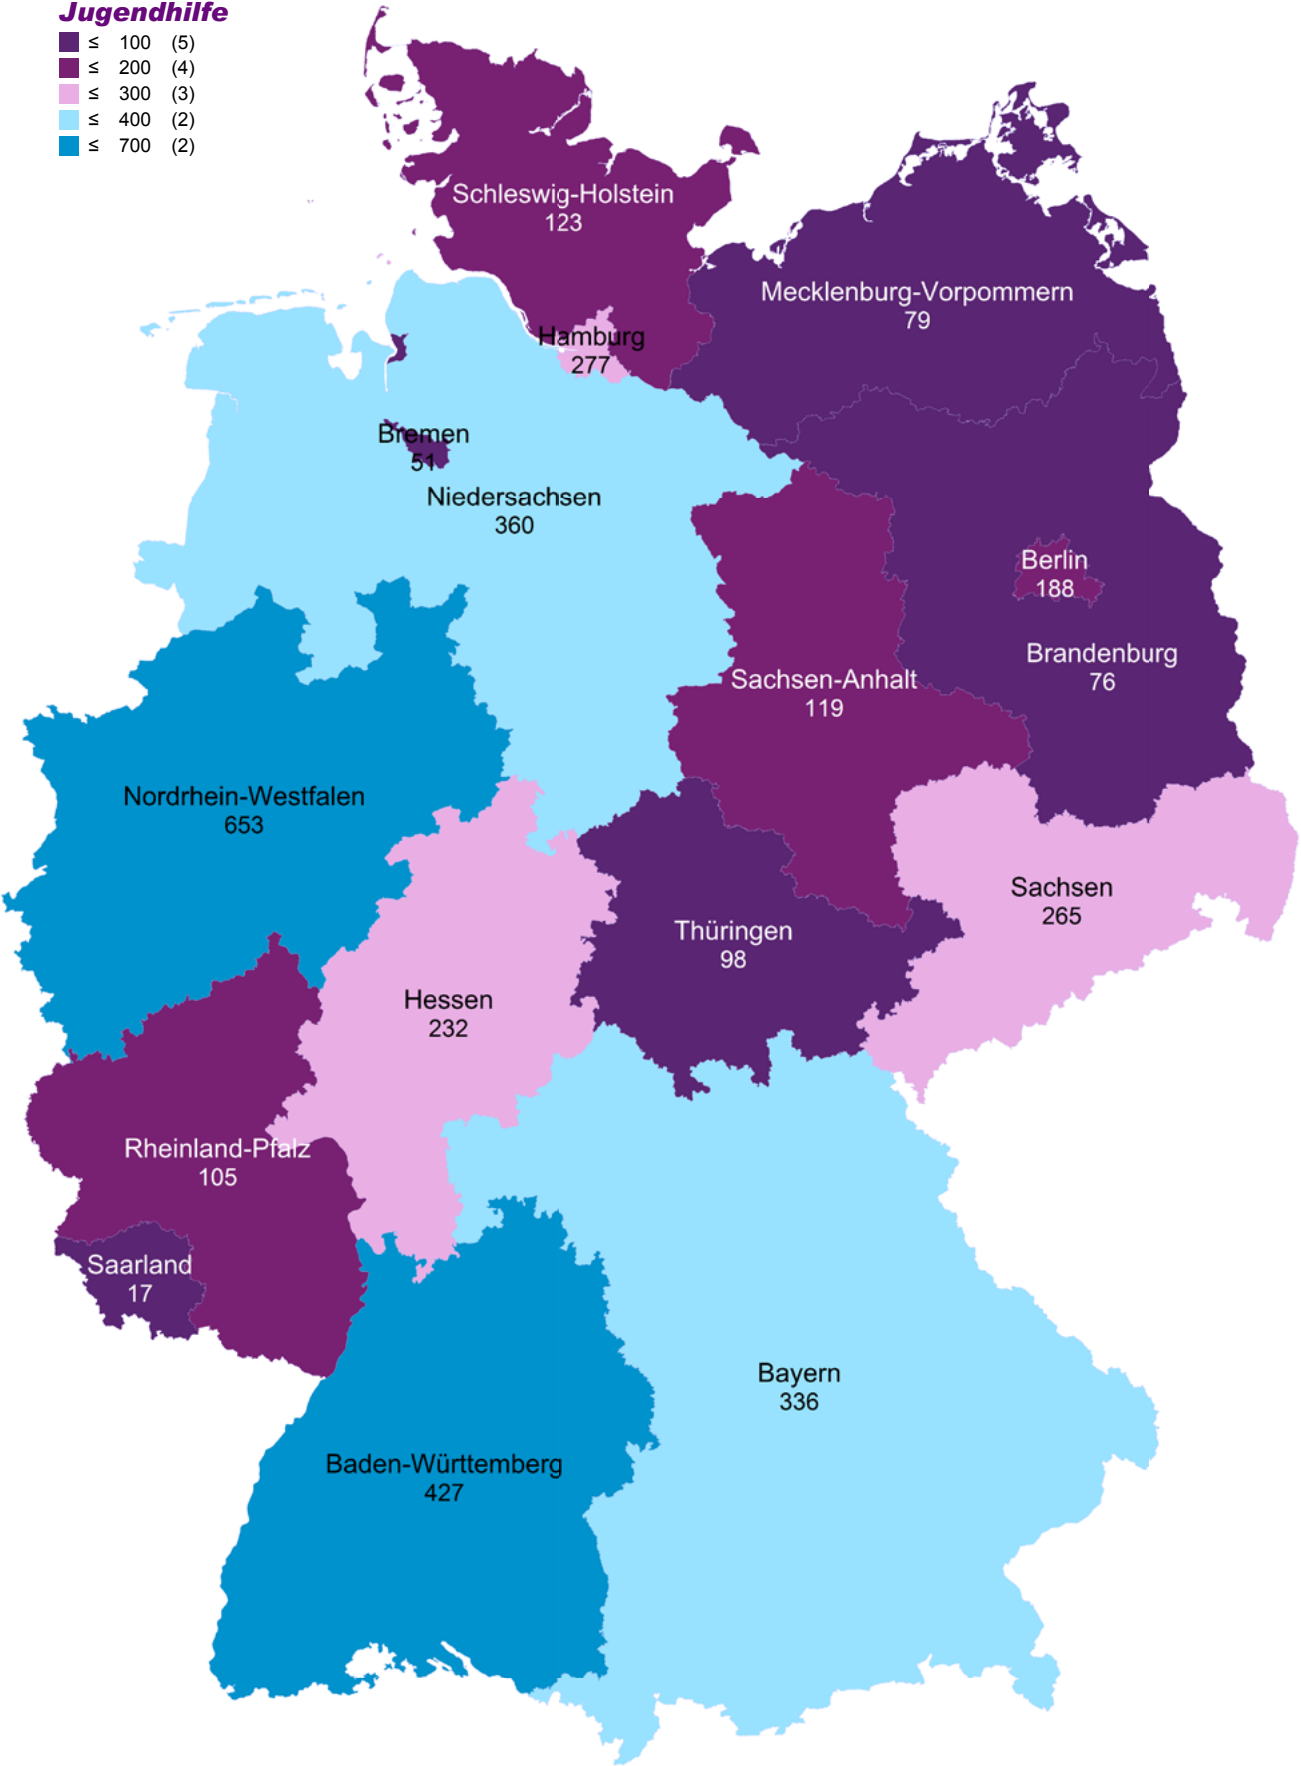 Jugendhilfe
≤ 100 (5)
≤ 200 (4)
≤ 300 (3)
≤ 400 (2)
≤ 700 (2)
Schleswig-Holstein
123
Mecklenburg-Vorpommern
79
Hamburg
277
Bremen
51
Niedersachsen
360
Berlin
188
Brandenburg
76
Sachsen-Anhalt
119
Nordrhein-Westfalen
653
Sachsen
265
Thüringen
98
Hessen
232
Rheinland-Pfalz
105
Saarland
17
Bayern
336
Baden-Württemberg
427